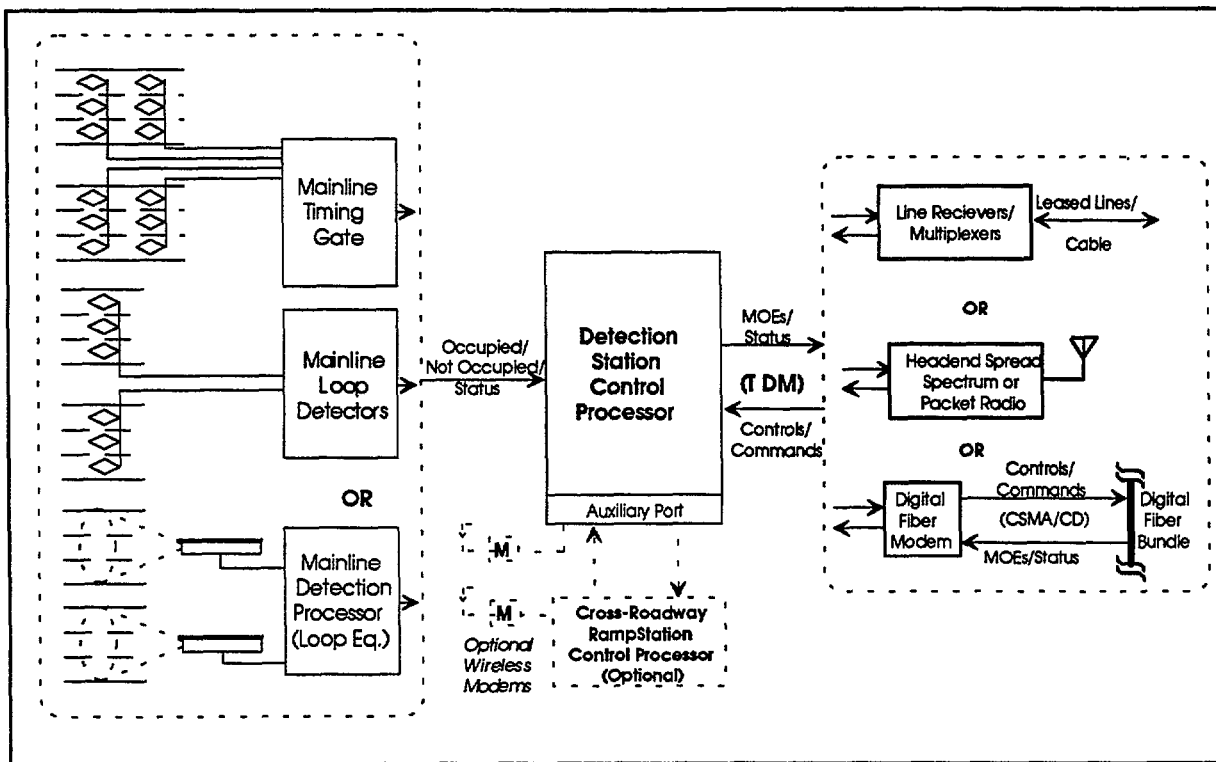 Mainline
Timing
Gate
Mainline
Loop
Detectors
OR
Mainline
Detection
Processor
(Loop Eq.)
Occupied/
Not Occupied/
Status
Detection
Station
Control
Processor
Auxiliary Port
M
M
Optional
Wireless
Modems
Cross-Roadway
RampStation
Control Processor
(Optional)
MOEs/
Status
(T DM)
Controls/
Commands
Line Recievers/
Multiplexers
Leased Lines/
Cable
OR
Headend Spread
Spectrum or
Packet Radio
OR
Digital
Fiber
Modem
Controls/
Commands
(CSMA/CD)
MOEs/Status
Digital
Fiber
Bundle